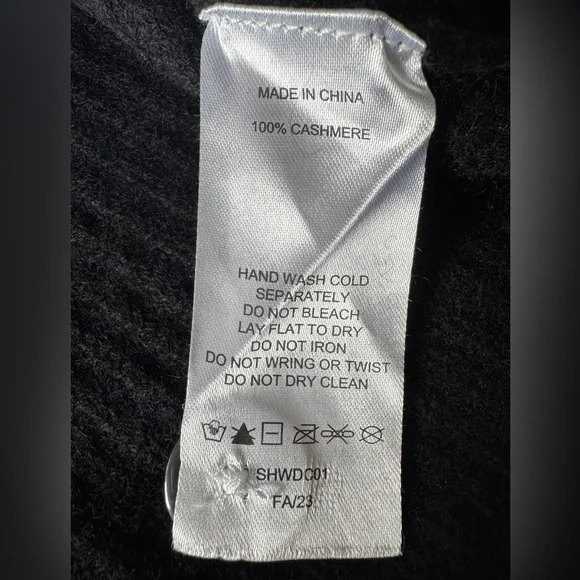 MADE IN CHINA
100% CASHMERE
HAND WASH COLD
SEPARATELY
DO NOT BLEACH
LAY FLAT TO DRY
DO NOT IRON
DO NOT WRING OR TWIST
DO NOT DRY CLEAN
SHWDC01
FA/23